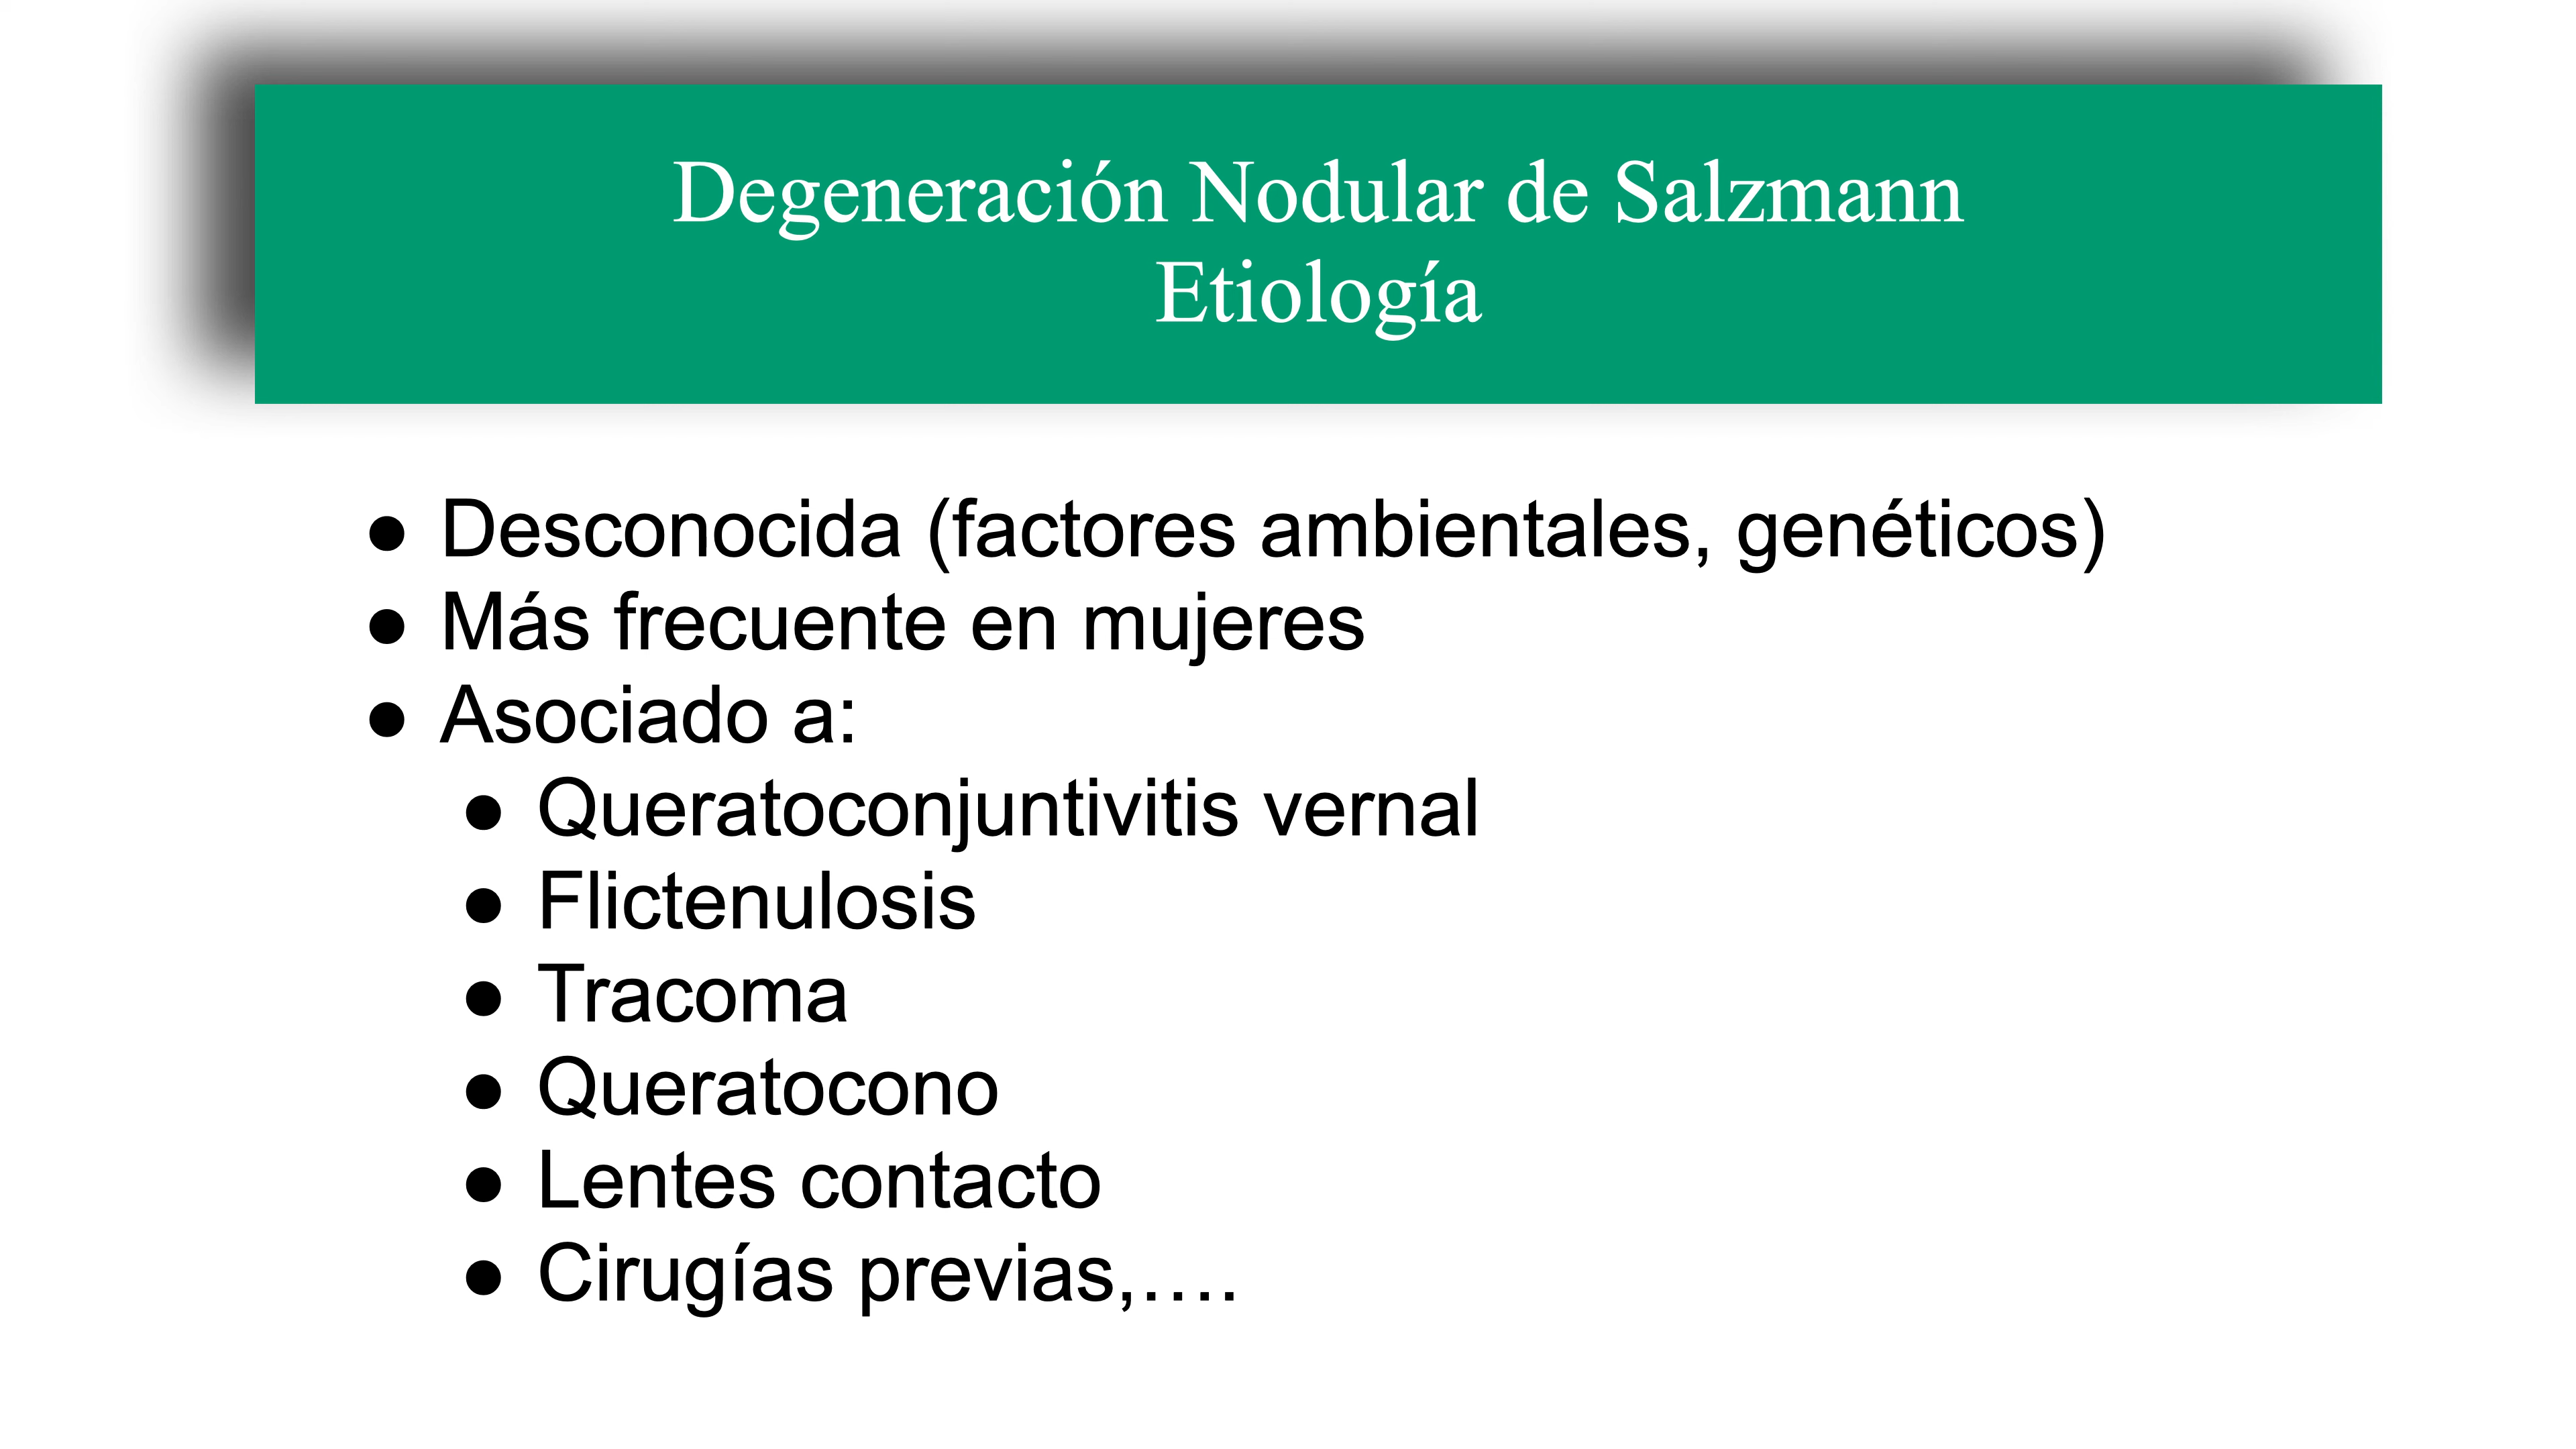 Degeneración Nodular de Salzmann
Etiología
● Desconocida (factores ambientales, genéticos)
● Más frecuente en mujeres
● Asociado a:
● Queratoconjuntivitis vernal
● Flictenulosis
● Tracoma
● Queratocono
● Lentes contacto
● Cirugías previas,….